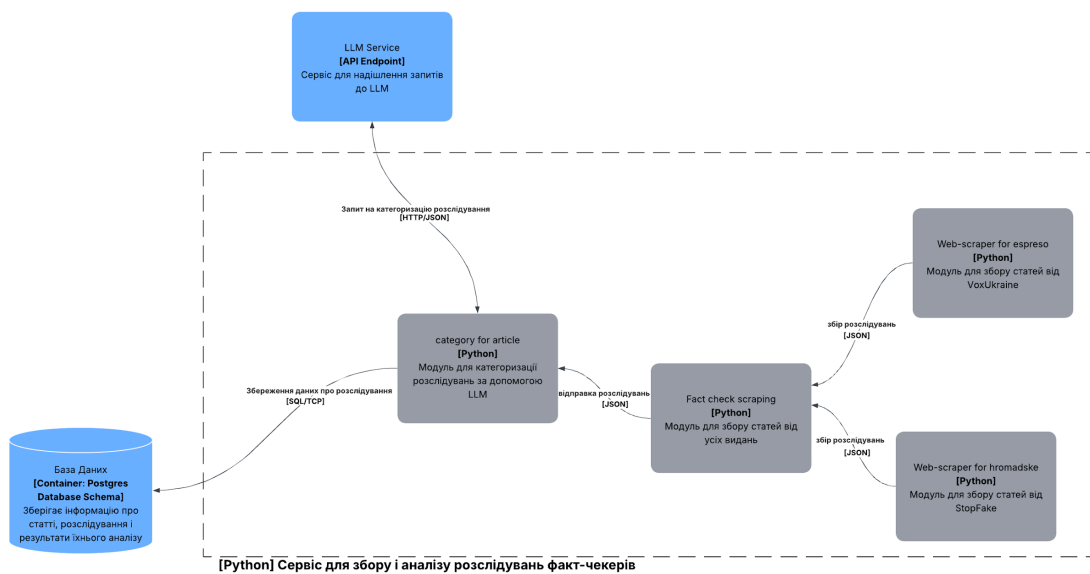 LLM Service
[API Endpoint]
Сервіс для надішлення запитів
до LLM
Запит на категоризацію розслідування
[HTTP/JSON]
Web-scraper for espreso
[Python]
Модуль для збору статей від
VoxUkraine
збір розслідувань
[JSON]
category for article
[Python]
Модуль для категоризації
розслідувань за допомогою
LLM
Збереження даних про розслідування
[SQL/TCP]
відправка розслідувань
[JSON]
Fact check scraping
[Python]
Модуль для збору статей від
усіх видань
збір розслідувань
[JSON]
Web-scraper for hromadske
[Python]
Модуль для збору статей від
StopFake
База Даних
[Container: Postgres
Database Schema]
Зберігає інформацію про
статті, розслідування і
результати їхнього аналізу
[Python] Сервіс для збору і аналізу розслідувань факт-чекерів